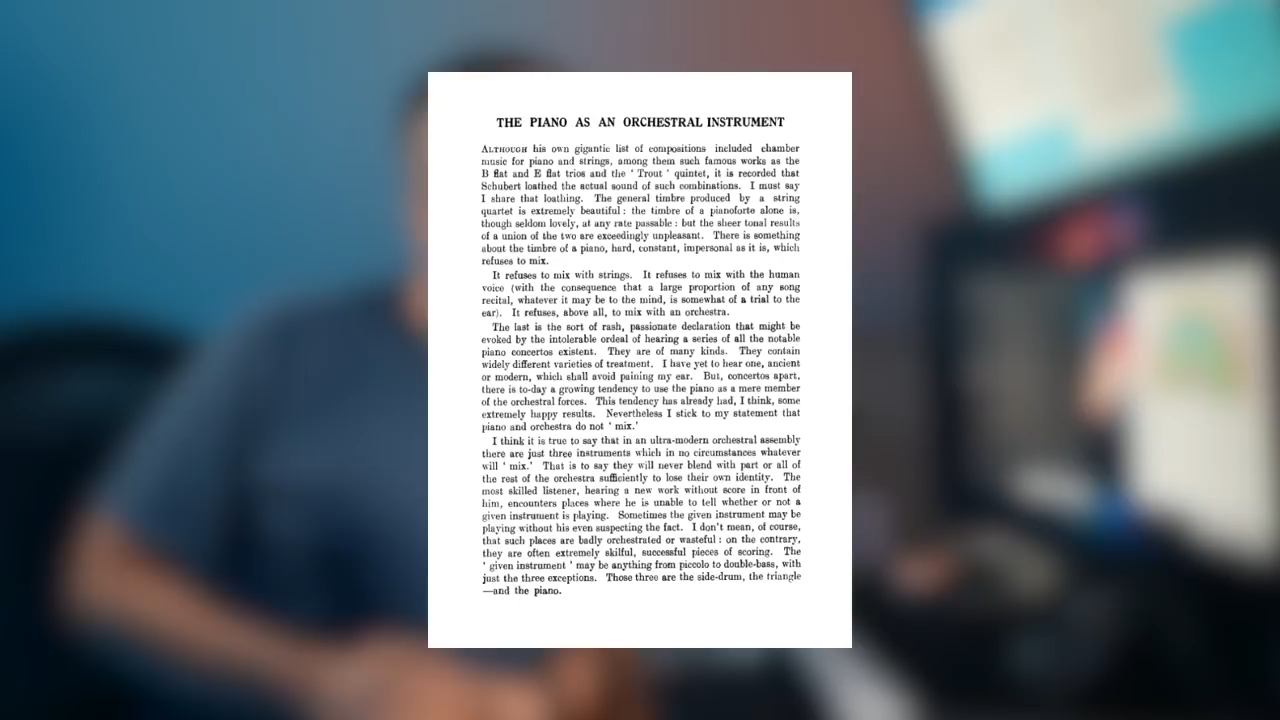 THE PIANO AS AN ORCHESTRAL INSTRUMENT
ALTHOUGH his own gigantic list of compositions included chamber
music for piano and strings, among them such famous works as the
B flat and E flat trios and the ‘ Trout ’ quintet, it is recorded that
Schubert loathed the actual sound of such combinations. I must say
I share that loathing. The general timbre produced by a string
quartet is extremely beautiful : the timbre of a pianoforte alone is,
though seldom lovely, at any rate passable : but the sheer tonal results
of a union of the two are exceedingly unpleasant. There is something
about the timbre of a piano, hard, constant, impersonal as it is, which
refuses to mix.
It refuses to mix with strings. It refuses to mix with the human
voice (with the consequence that a large proportion of any song
recital, whatever it may be to the mind, is somewhat of a trial to the
ear). It refuses, above all, to mix with an orchestra.
The last is the sort of rash, passionate declaration that might be
evoked by the intolerable ordeal of hearing a series of all the notable
piano concertos existent. They are of many kinds. They contain
widely different varieties of treatment. I have yet to hear one, ancient
or modern, which shall avoid paining my ear. But, concertos apart,
there is to-day a growing tendency to use the piano as a mere member
of the orchestral forces. This tendency has already had, I think, some
extremely happy results. Nevertheless I stick to my statement that
piano and orchestra do not ‘ mix.’
I think it is true to say that in an ultra-modern orchestral assembly
there are just three instruments which in no circumstances whatever
will ‘ mix.’ That is to say they will never blend with part or all of
the rest of the orchestra sufficiently to lose their own identity. The
most skilled listener, hearing a new work without score in front of
him, encounters places where he is unable to tell whether or not a
given instrument is playing. Sometimes the given instrument may be
playing without his even suspecting the fact. I don't mean, of course,
that such places are badly orchestrated or wasteful : on the contrary,
they are often extremely skilful, successful pieces of scoring. The
‘ given instrument ’ may be anything from piccolo to double-bass, with
just the three exceptions. Those three are the side-drum, the triangle
—and the piano.